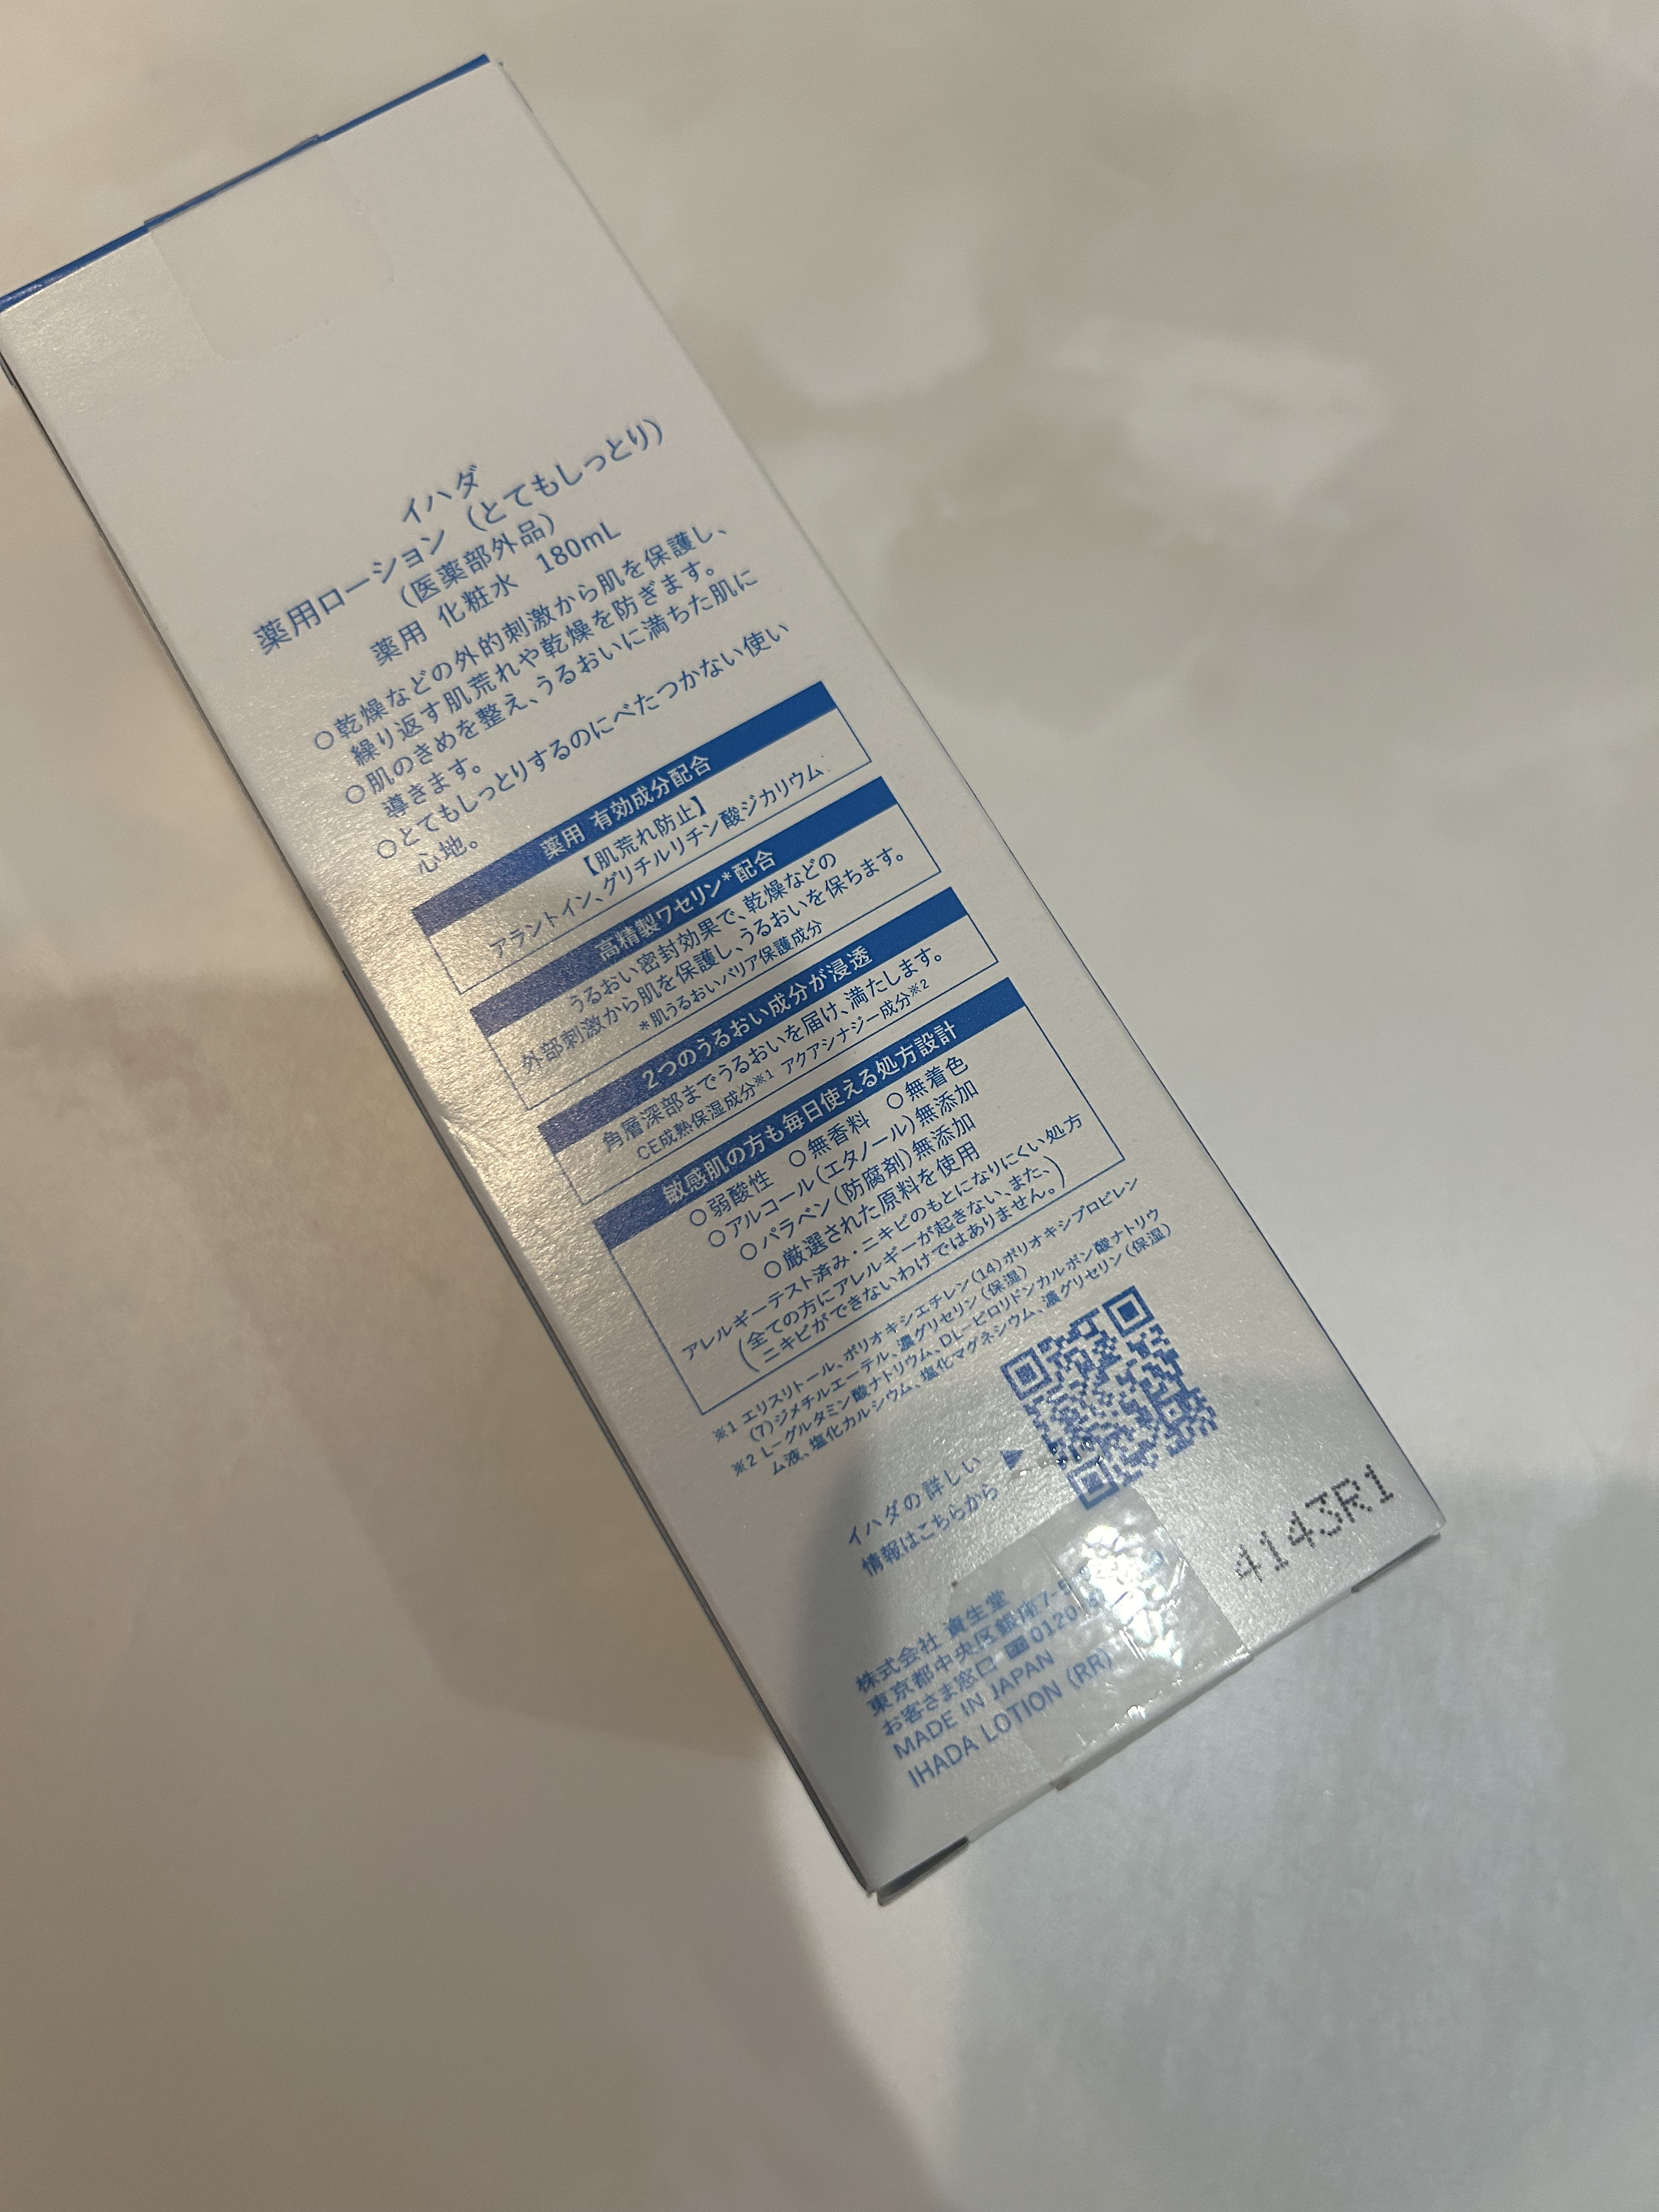 イハダ
薬用ローション（とてもしっとり）
（医薬部外品）
薬用 化粧水 180mL
○乾燥などの外的刺激から肌を保護し、
繰り返す肌荒れや乾燥を防ぎます。
○肌のきめを整え、うるおいに満ちた肌に
導きます。
○とてもしっとりするのにべたつかない使い
心地。
薬用 有効成分配合
【肌荒れ防止】
アラントイン、グリチルリチン酸ジカリウム
高精製ワセリン*配合
うるおい密封効果で、乾燥などの
外部刺激から肌を保護し、うるおいを保ちます。
*肌うるおいバリア保護成分
2つのうるおい成分が浸透
角層深部までうるおいを届け、満たします。
CE成熟保湿成分※1 アクアシナジー成分※2
敏感肌の方も毎日使える処方設計
○弱酸性 ○無香料 ○無着色
○アルコール（エタノール）無添加
○パラベン（防腐剤）無添加
○厳選された原料を使用
アレルギーテスト済み・ニキビのもとになりにくい処方
（全ての方にアレルギーが起きない、また、
ニキビができないわけではありません。）
※1 エリスリトール、ポリオキシエチレン（14）ポリオキシプロピレン
（7）ジメチルエーテル、濃グリセリン（保湿）
※2 L-グルタミン酸ナトリウム、DL-ピロリドンカルボン酸ナトリウ
ム液、塩化カルシウム、塩化マグネシウム、濃グリセリン（保湿）
イハダの詳しい
情報はこちらから
4143R1
株式会社 資生堂
東京都中央区銀座7-5
お客さま窓口 0120
MADE IN JAPAN
IHADA LOTION (RR)